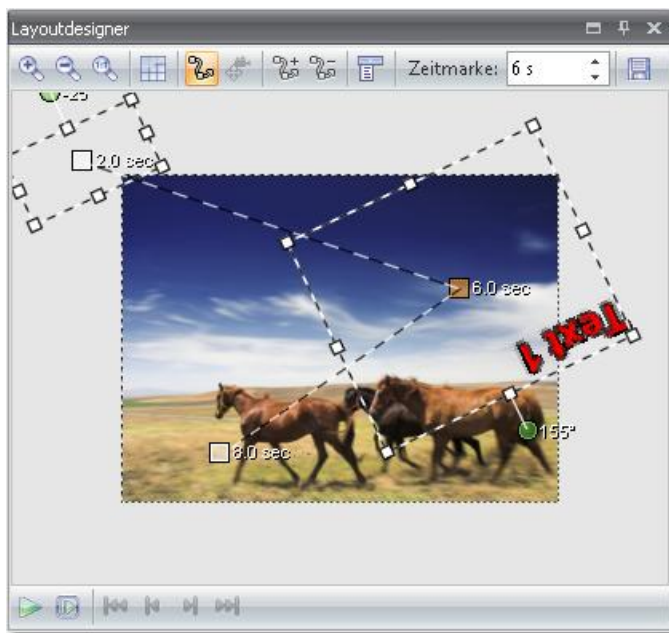 Layoutdesigner
Zeitmarke: 6 s
-25
2.0 sec
6.0 sec
Text 1
155°
8.0 sec